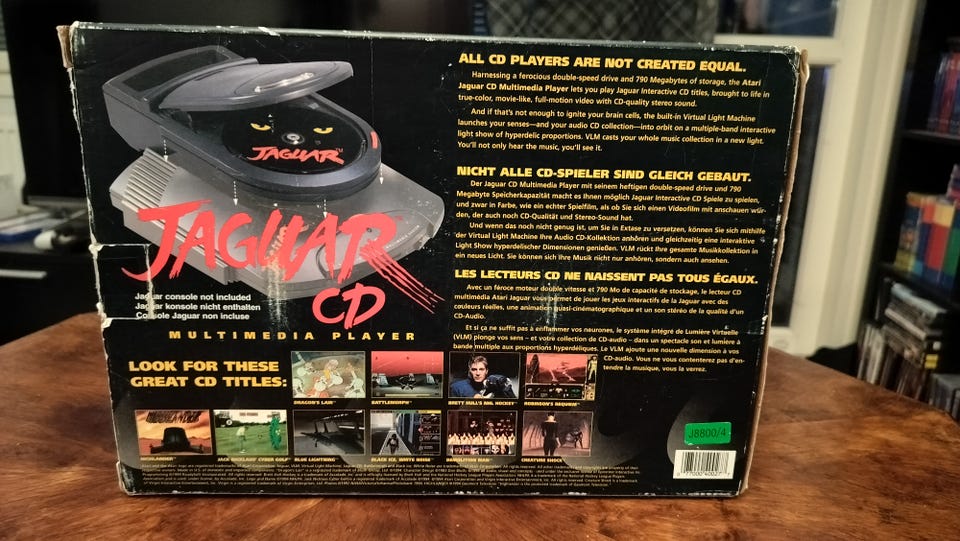 JAGUAR™
JAGUAR
CD
Jaguar console not included
Jaguar konsole nicht enthalten
Console Jaguar non incluse
MULTIMEDIA PLAYER
ALL CD PLAYERS ARE NOT CREATED EQUAL.
Harnessing a ferocious double-speed drive and 790 Megabytes of storage, the Atari
Jaguar CD Multimedia Player lets you play Jaguar Interactive CD titles, brought to life in
true-color, movie-like, full-motion video with CD-quality stereo sound.
And if that's not enough to ignite your brain cells, the built-in Virtual Light Machine
launches your senses—and your audio CD collection—into orbit on a multiple-band interactive
light show of hyperdelic proportions. VLM casts your whole music collection in a new light.
You'll not only hear the music, you'll see it.
NICHT ALLE CD-SPIELER SIND GLEICH GEBAUT.
Der Jaguar CD Multimedia Player mit seinem heftigen double-speed drive und 790
Megabyte Speicherkapazität macht es Ihnen möglich Jaguar Interactive CD Spiele zu spielen,
und zwar in Farbe, wie ein echter Spielfilm, als ob Sie sich einen Videofilm mit anschauen wür-
den, der auch noch CD-Qualität und Stereo-Sound hat.
Und wenn das noch nicht genug ist, um Sie in Extase zu versetzen, können Sie sich mithilfe
der Virtual Light Machine Ihre Audio CD-Kollektion anhören und gleichzeitig eine interaktive
Light Show hyperdelischer Dimensionen genießen. VLM rückt Ihre gesamte Musikkollektion in
ein neues Licht. Sie können sich Ihre Musik nicht nur anhören, sondern auch ansehen.
LES LECTEURS CD NE NAISSENT PAS TOUS ÉGAUX.
Avec un féroce moteur double vitesse et 790 Mo de capacité de stockage, le lecteur CD
multimédia Atari Jaguar vous permet de jouer les jeux interactifs de la Jaguar avec des
couleurs réelles, une animation quasi-cinématographique et un son stéréo de la qualité d'un
CD-Audio.
Et si ça ne suffit pas à enflammer vos neurones, le système intégré de Lumière Virtuelle
(VLM) plonge vos sens – et votre collection de CD-audio – dans un spectacle son et lumière à
bande multiple aux proportions hyperdéliques. Le VLM ajoute une nouvelle dimension à vos
CD-audio. Vous ne vous contenterez pas d'en-
tendre la musique, vous la verrez.
LOOK FOR THESE
GREAT CD TITLES:
DRAGON'S LAIR™
BATTLEMORPH™
BRETT HULL'S NHL HOCKEY™
ROBINSON'S REQUIEM™
HIGHLANDER™
JACK NICKLAUS' CYBER GOLF™
BLUE LIGHTNING™
BLACK ICE, WHITE NOISE™
DEMOLITION MAN™
CREATURE SHOCK™
J8800/4